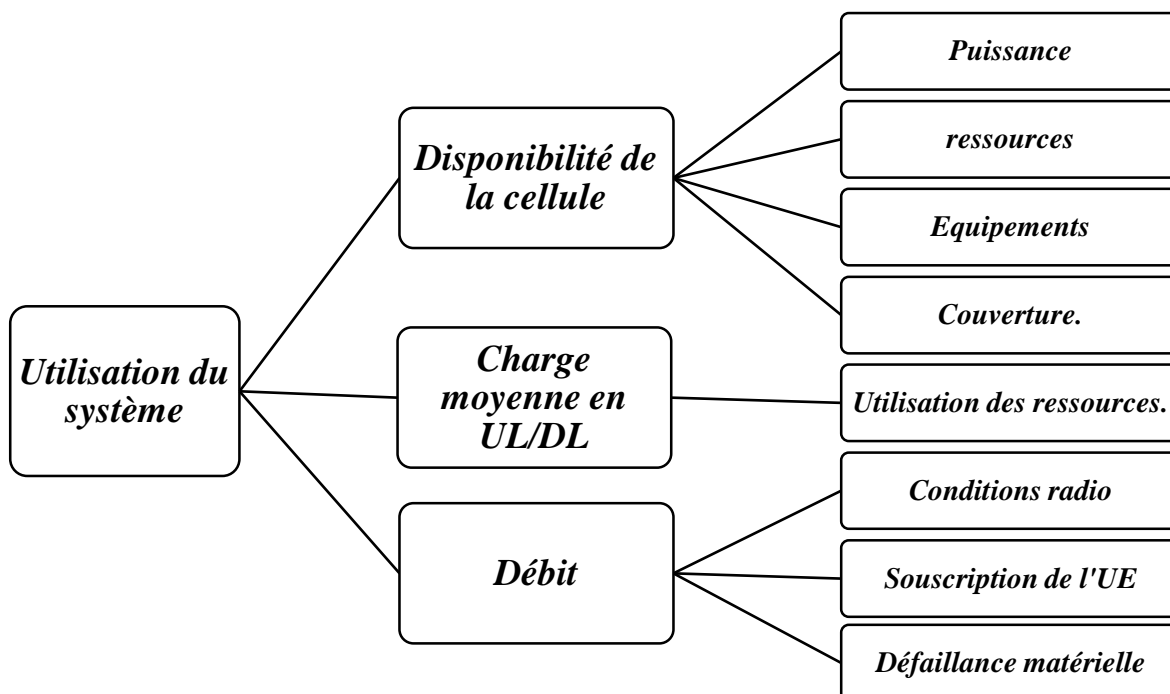 Utilisation du
système
Disponibilité de
la cellule
Puissance
ressources
Equipements
Couverture.
Charge
moyenne en
UL/DL
Utilisation des ressources.
Débit
Conditions radio
Souscription de l'UE
Défaillance matérielle